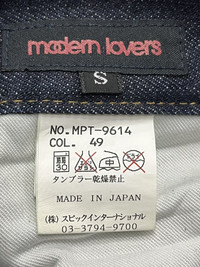 modern lovers
S
NO.MPT-9614
COL. 49
タンブラー乾燥禁止
MADE IN JAPAN
(株) スピックインターナショナル
03-3794-9700